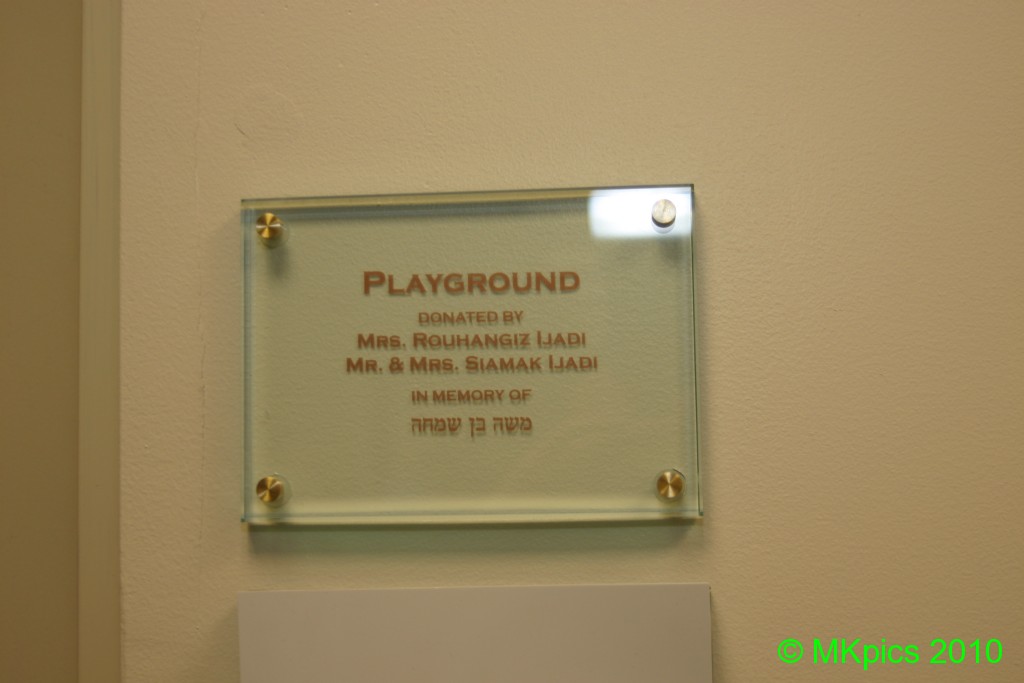 PLAYGROUND
DONATED BY
MRS. ROUHANGIZ IJADI
MR. & MRS. SIAMAK IJADI
IN MEMORY OF
משה בן שמחה
© MKpics 2010